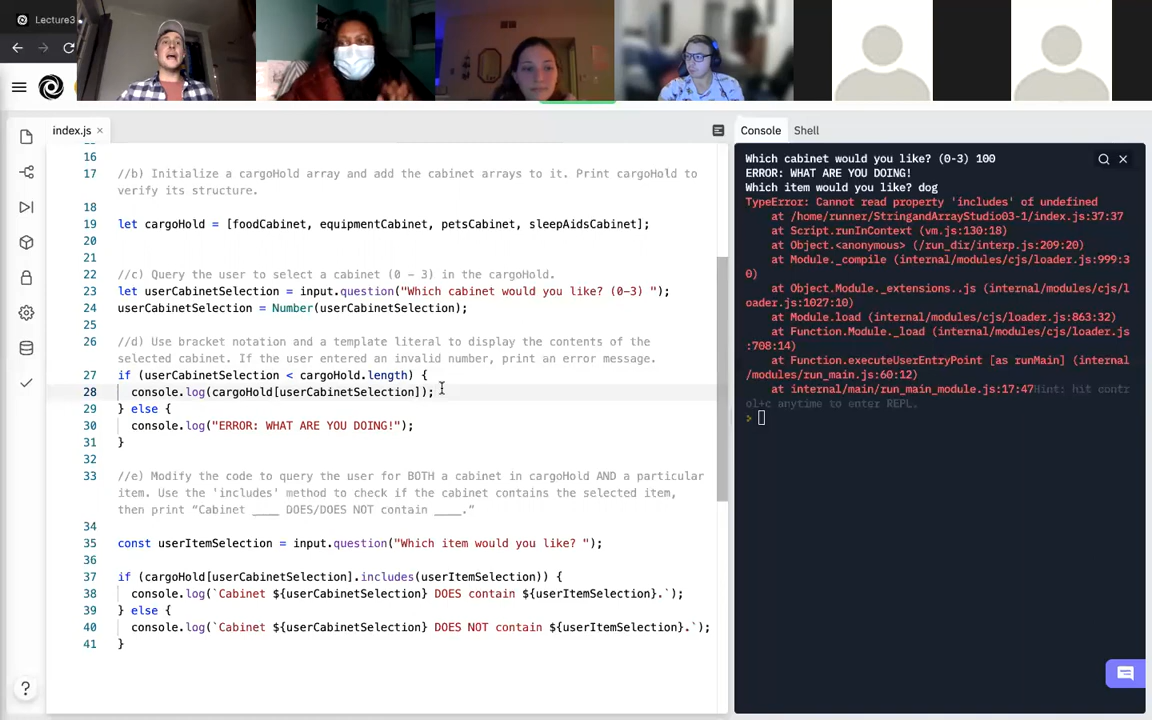 Lecture3
index.js
Console
Shell
16
17 //b) Initialize a cargoHold array and add the cabinet arrays to it. Print cargoHold to
verify its structure.
18
19 let cargoHold = [foodCabinet, equipmentCabinet, petsCabinet, sleepAidsCabinet];
20
21
22 //c) Query the user to select a cabinet (0 - 3) in the cargoHold.
23 let userCabinetSelection = input.question("Which cabinet would you like? (0-3) ");
24 userCabinetSelection = Number(userCabinetSelection);
25
26 //d) Use bracket notation and a template literal to display the contents of the
selected cabinet. If the user entered an invalid number, print an error message.
27 if (userCabinetSelection < cargoHold.length) {
28 console.log(cargoHold[userCabinetSelection]);
29 } else {
30 console.log("ERROR: WHAT ARE YOU DOING!");
31 }
32
33 //e) Modify the code to query the user for BOTH a cabinet in cargoHold AND a particular
item. Use the 'includes' method to check if the cabinet contains the selected item,
then print “Cabinet ____ DOES/DOES NOT contain ____.”
34
35 const userItemSelection = input.question("Which item would you like? ");
36
37 if (cargoHold[userCabinetSelection].includes(userItemSelection)) {
38 console.log(`Cabinet ${userCabinetSelection} DOES contain ${userItemSelection}.`);
39 } else {
40 console.log(`Cabinet ${userCabinetSelection} DOES NOT contain ${userItemSelection}.`);
41 }
Which cabinet would you like? (0-3) 100
ERROR: WHAT ARE YOU DOING!
Which item would you like? dog
TypeError: Cannot read property 'includes' of undefined
at /home/runner/StringandArrayStudio03-1/index.js:37:37
at Script.runInContext (vm.js:130:18)
at Object.<anonymous> (/run_dir/interp.js:209:20)
at Module._compile (internal/modules/cjs/loader.js:999:3
0)
at Object.Module._extensions..js (internal/modules/cjs/l
oader.js:1027:10)
at Module.load (internal/modules/cjs/loader.js:863:32)
at Function.Module._load (internal/modules/cjs/loader.js
:708:14)
at Function.executeUserEntryPoint [as runMain] (internal
/modules/run_main.js:60:12)
at internal/main/run_main_module.js:17:47Hint: hit contr
ol+c anytime to enter REPL.
>
?